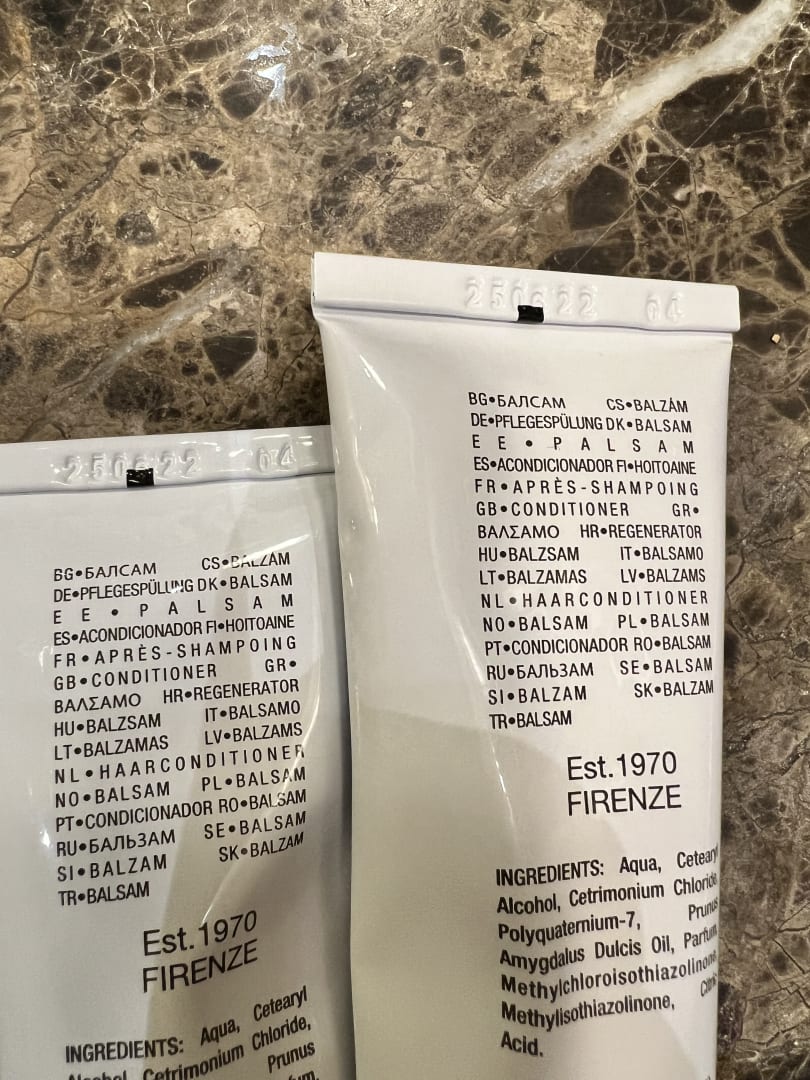 250622 04
BG•БАЛСАМ CS•BALZÁM
DE•PFLEGESPÜLUNG DK•BALSAM
EE•PALSAM
ES•ACONDICIONADOR FI•HOITOAINE
FR•APRÈS-SHAMPOING
GB•CONDITIONER GR•
ΒΑΛΣΑΜΟ HR•REGENERATOR
HU•BALZSAM IT•BALSAMO
LT•BALZAMAS LV•BALZAMS
NL•HAARCONDITIONER
NO•BALSAM PL•BALSAM
PT•CONDICIONADOR RO•BALSAM
RU•БАЛЬЗАМ SE•BALSAM
SI•BALZAM SK•BALZAM
TR•BALSAM
Est.1970
FIRENZE
INGREDIENTS: Aqua, Cetearyl
Alcohol, Cetrimonium Chloride,
Prunus
250622 04
BG•БАЛСАМ CS•BALZÁM
DE•PFLEGESPÜLUNG DK•BALSAM
EE•PALSAM
ES•ACONDICIONADOR FI•HOITOAINE
FR•APRÈS-SHAMPOING
GB•CONDITIONER GR•
ΒΑΛΣΑΜΟ HR•REGENERATOR
HU•BALZSAM IT•BALSAMO
LT•BALZAMAS LV•BALZAMS
NL•HAARCONDITIONER
NO•BALSAM PL•BALSAM
PT•CONDICIONADOR RO•BALSAM
RU•БАЛЬЗАМ SE•BALSAM
SI•BALZAM SK•BALZAM
TR•BALSAM
Est.1970
FIRENZE
INGREDIENTS: Aqua, Cetearyl
Alcohol, Cetrimonium Chloride,
Polyquaternium-7, Prunus
Amygdalus Dulcis Oil, Parfum,
Methylchloroisothiazolinone,
Methylisothiazolinone, Citric
Acid.